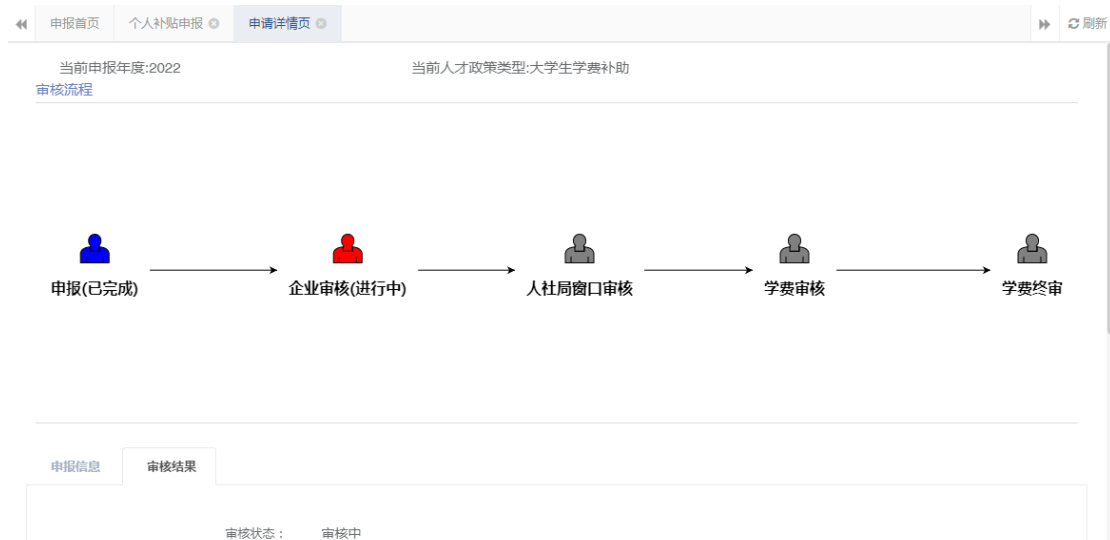 申报首页 个人补贴申报 申请详情页 刷新
当前申报年度:2022 当前人才政策类型:大学生学费补助
审核流程
申报(已完成) 企业审核(进行中) 人社局窗口审核 学费审核 学费终审
申报信息 审核结果
审核状态： 审核中